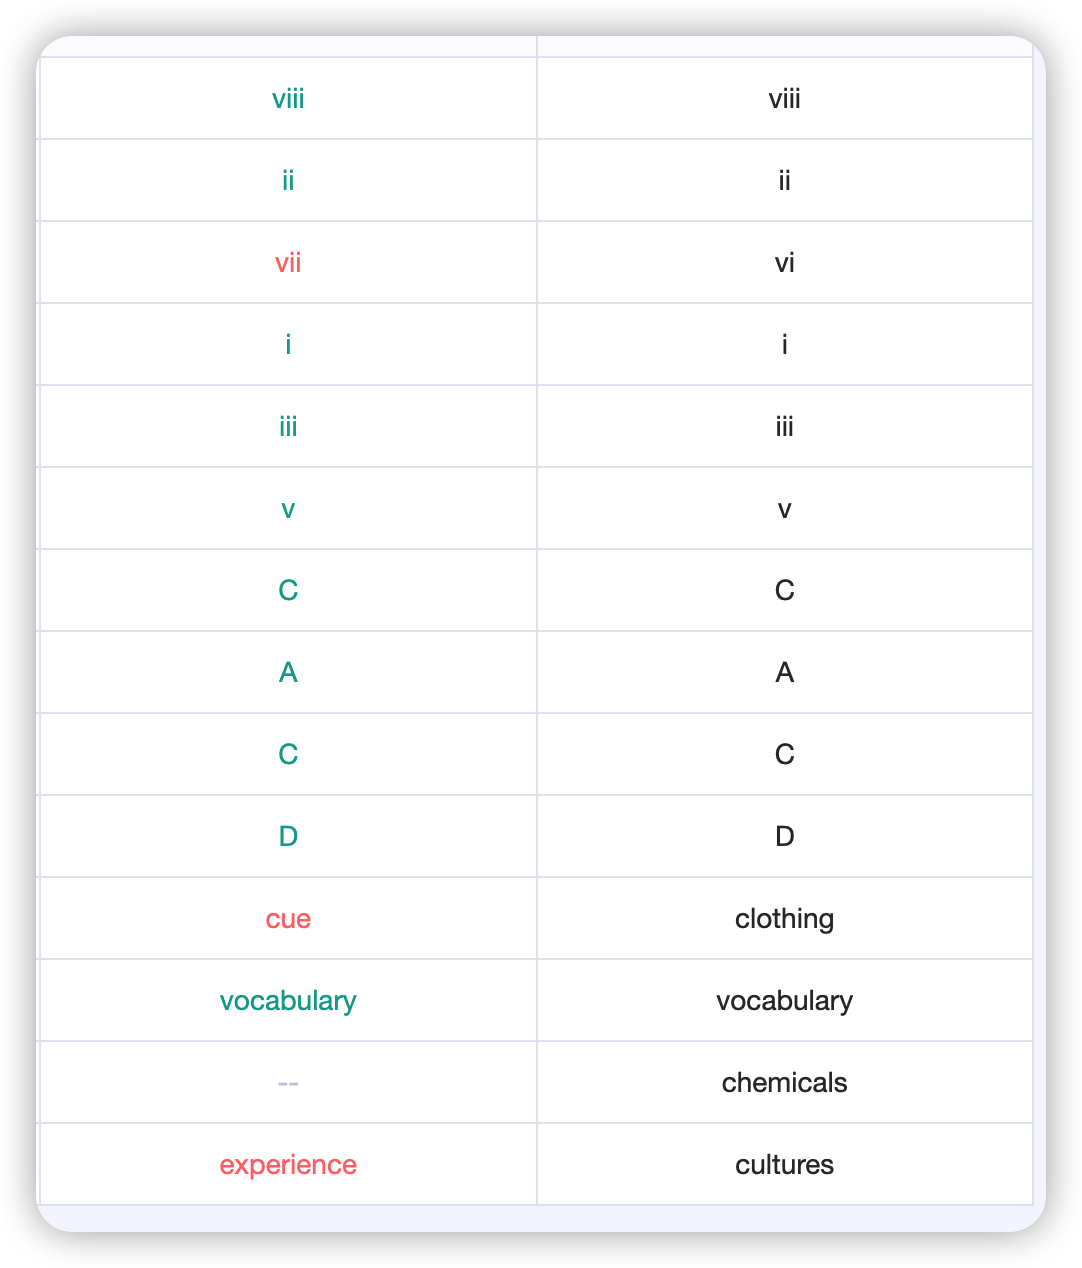 viii viii
ii ii
vii vi
i i
iii iii
v v
C C
A A
C C
D D
cue clothing
vocabulary vocabulary
-- chemicals
experience cultures